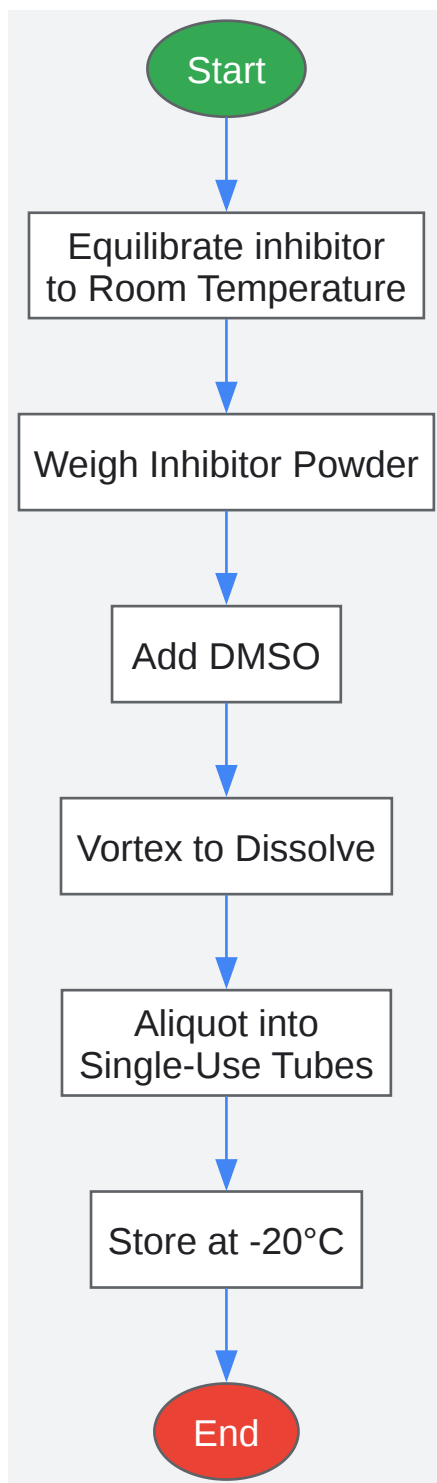 Start
Equilibrate inhibitor
to Room Temperature
Weigh Inhibitor Powder
Add DMSO
Vortex to Dissolve
Aliquot into
Single-Use Tubes
Store at -20°C
End